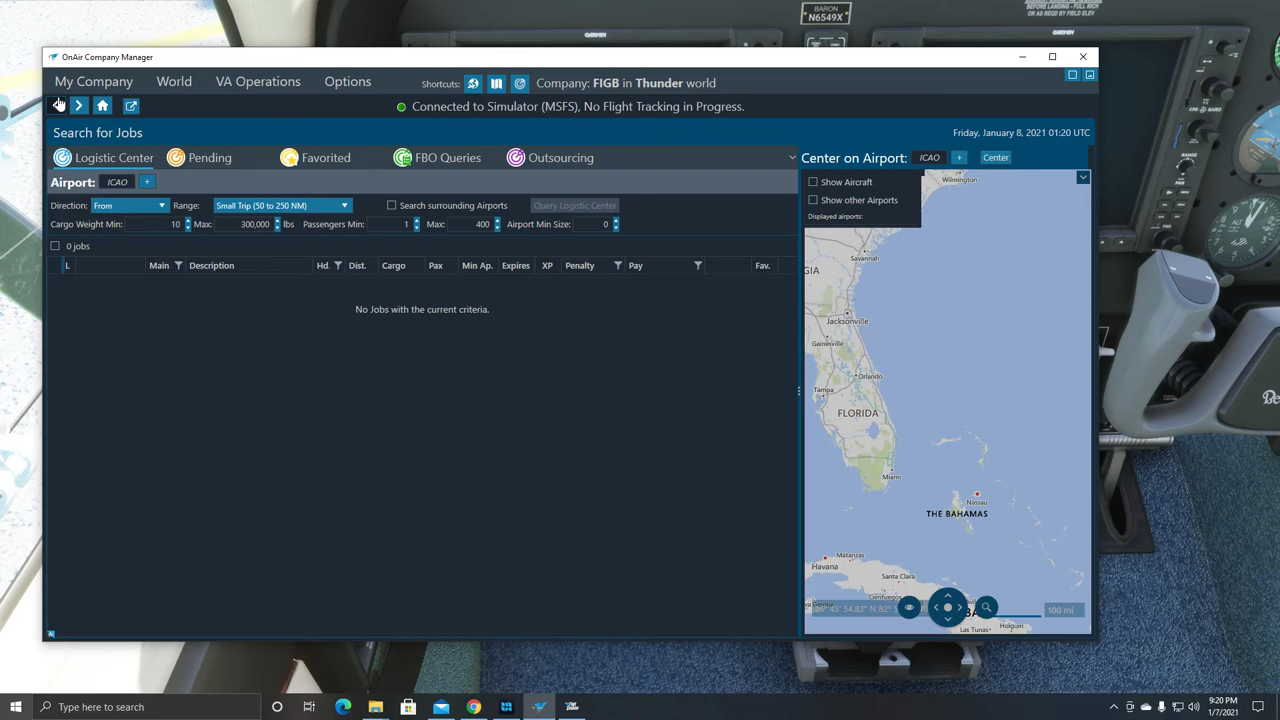 BARON
N6549X
BEFORE LANDING - FULL RICH
OR AS REQD BY FIELD ELEV
GARMIN
GARMIN
OnAir Company Manager
My Company World VA Operations Options Shortcuts: Company: FIGB in Thunder world
Connected to Simulator (MSFS), No Flight Tracking in Progress.
Search for Jobs Friday, January 8, 2021 01:20 UTC
Logistic Center Pending Favorited FBO Queries Outsourcing Center on Airport: ICAO + Center
Airport: ICAO +
Direction: From Range: Small Trip (50 to 250 NM) Search surrounding Airports Query Logistic Center
Cargo Weight Min: 10 Max: 300,000 lbs Passengers Min: 1 Max: 400 Airport Min Size: 0
0 jobs
L Main Description Hd. Dist. Cargo Pax Min Ap. Expires XP Penalty Pay Fav.
No Jobs with the current criteria.
Show Aircraft
Show other Airports
Displayed airports:
Wilmington
GIA
Savannah
Jacksonville
Gainesville
Orlando
Tampa
FLORIDA
Miami
Nassau
THE BAHAMAS
Matanzas
Havana
Santa Clara
Cienfuegos
Las Tunas
Holguin
100 mi
Type here to search
9:20 PM
1/7/2021